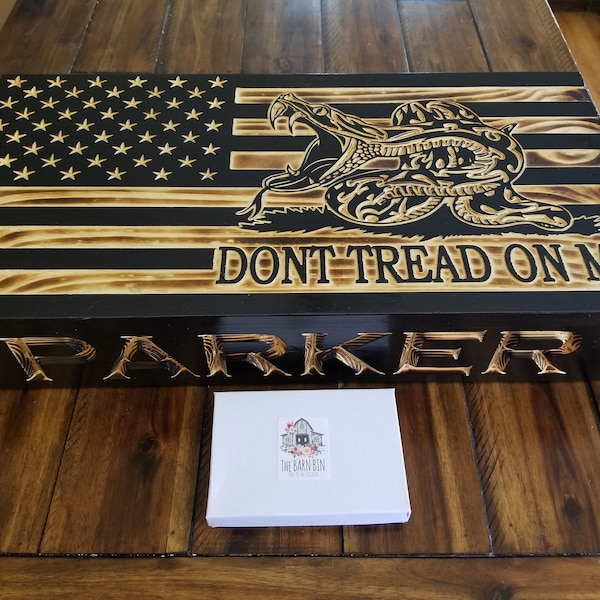 DONT TREAD ON M
PARKER
THE BARN BIN